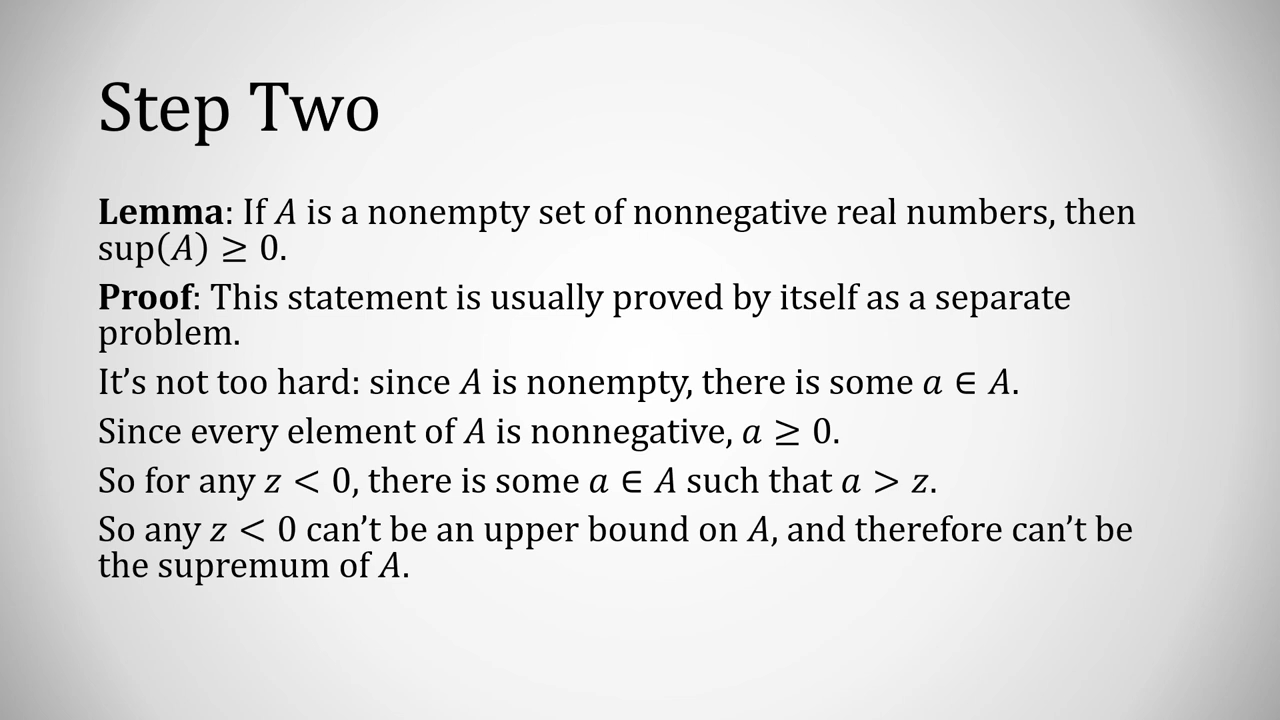 Step Two
Lemma: If A is a nonempty set of nonnegative real numbers, then
sup(A) ≥ 0.
Proof: This statement is usually proved by itself as a separate
problem.
It’s not too hard: since A is nonempty, there is some a ∈ A.
Since every element of A is nonnegative, a ≥ 0.
So for any z < 0, there is some a ∈ A such that a > z.
So any z < 0 can’t be an upper bound on A, and therefore can’t be
the supremum of A.